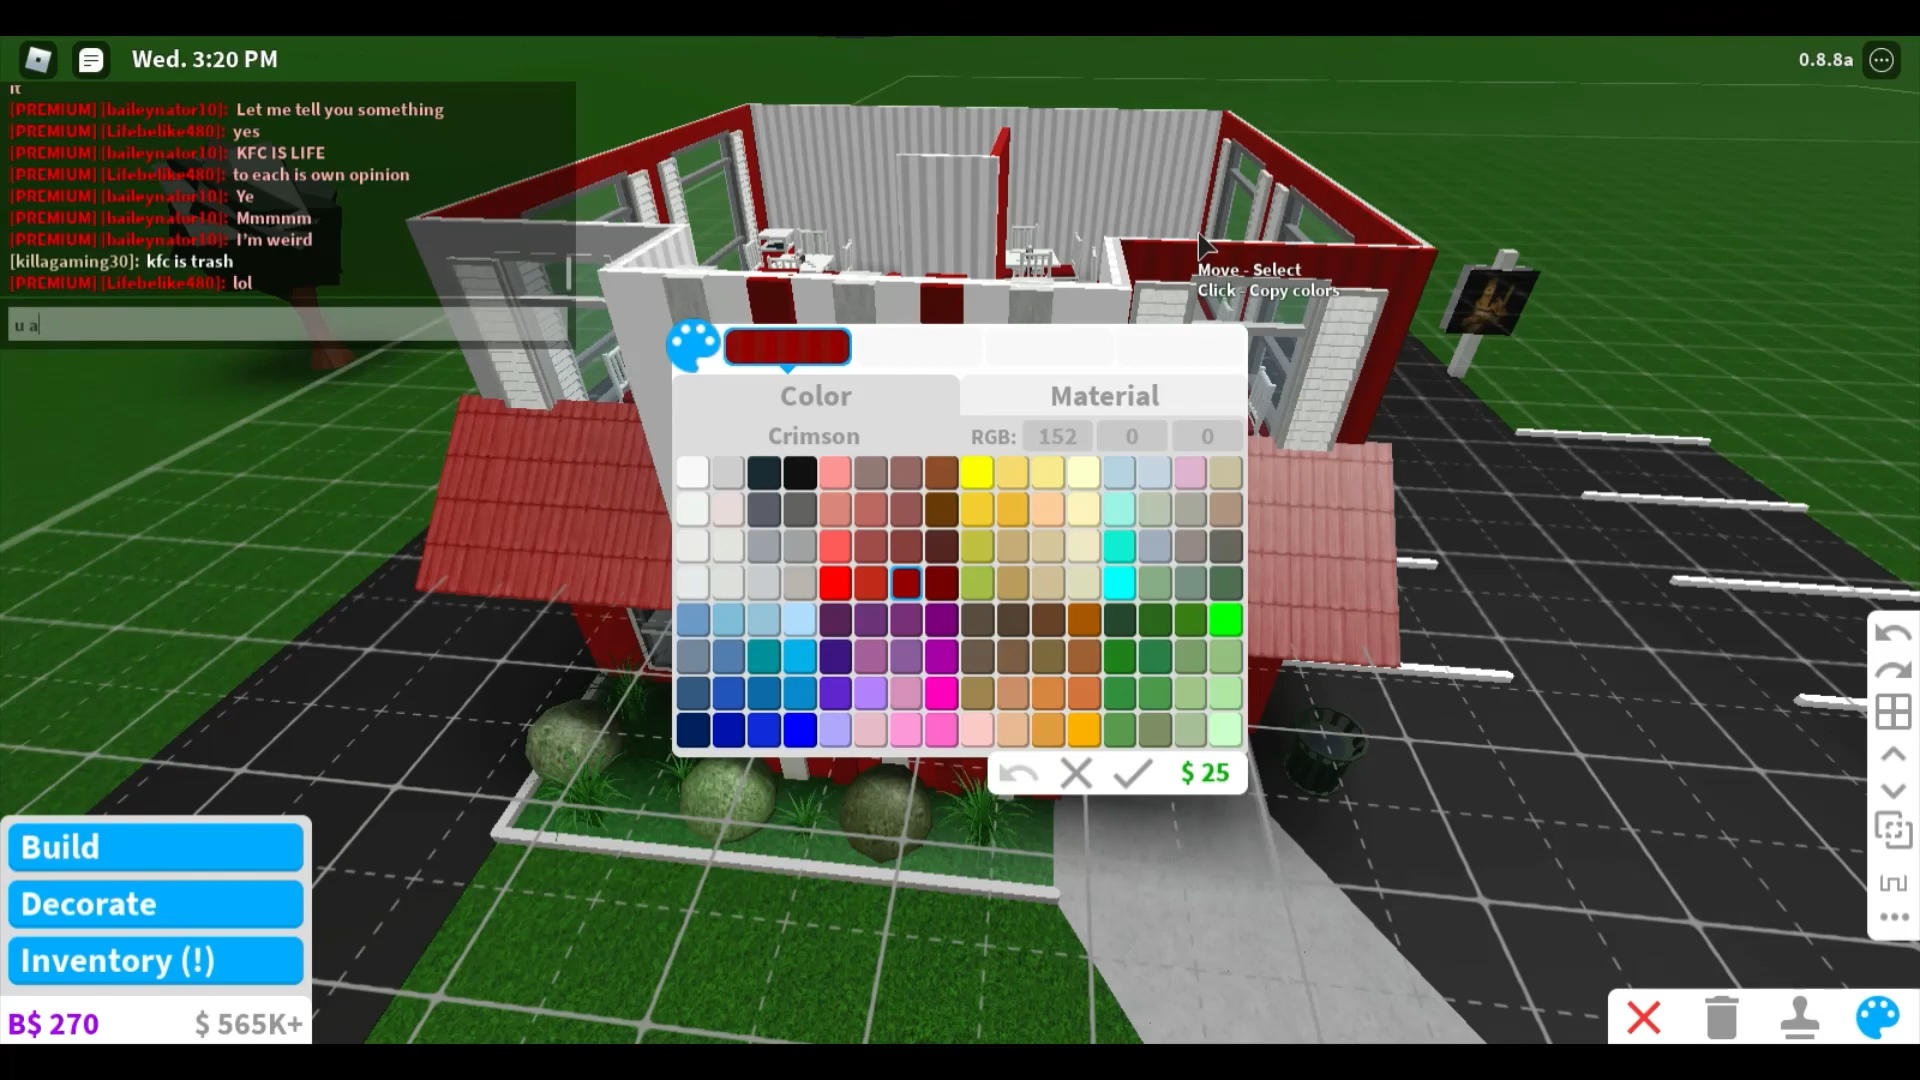 Wed. 3:20 PM
0.8.8a
it
[PREMIUM] [baileynator10]: Let me tell you something
[PREMIUM] [Lifebelike480]: yes
[PREMIUM] [baileynator10]: KFC IS LIFE
[PREMIUM] [Lifebelike480]: to each is own opinion
[PREMIUM] [baileynator10]: Ye
[PREMIUM] [baileynator10]: Mmmmm
[PREMIUM] [baileynator10]: I'm weird
[killagaming30]: kfc is trash
[PREMIUM] [Lifebelike480]: lol
u a
Move - Select
Click - Copy colors
Color
Material
Crimson
RGB: 152 0 0
$ 25
Build
Decorate
Inventory (!)
B$ 270
$ 565K+